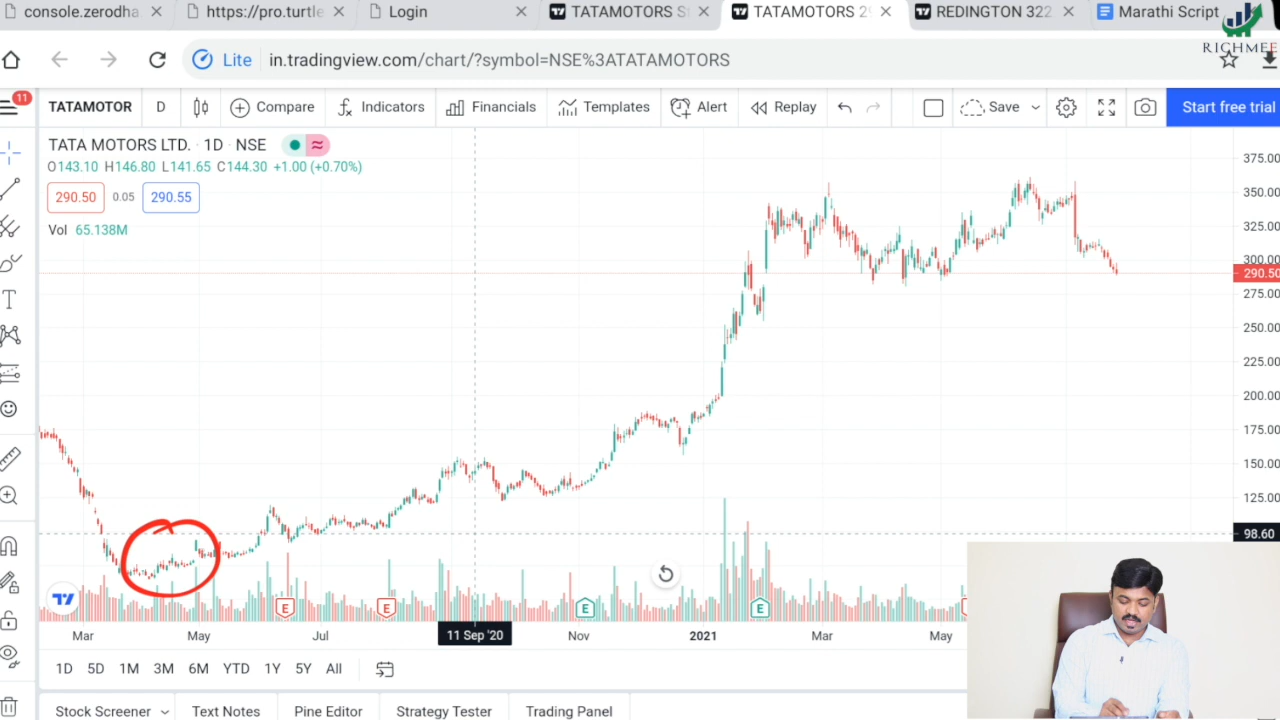 console.zerodha.
https://pro.turtle
Login
TATAMOTORS S
TATAMOTORS 29
REDINGTON 322
Marathi Script
RICHMEE
Lite
in.tradingview.com/chart/?symbol=NSE%3ATATAMOTORS
11
TATAMOTOR
D
Compare
Indicators
Financials
Templates
Alert
Replay
Save
Start free trial
TATA MOTORS LTD. · 1D · NSE
O143.10 H146.80 L141.65 C144.30 +1.00 (+0.70%)
290.50 0.05 290.55
Vol 65.138M
375.00
350.00
325.00
300.00
290.50
275.00
250.00
225.00
200.00
175.00
150.00
125.00
98.60
E E E E
Mar May Jul 11 Sep '20 Nov 2021 Mar May
1D 5D 1M 3M 6M YTD 1Y 5Y All
Stock Screener Text Notes Pine Editor Strategy Tester Trading Panel